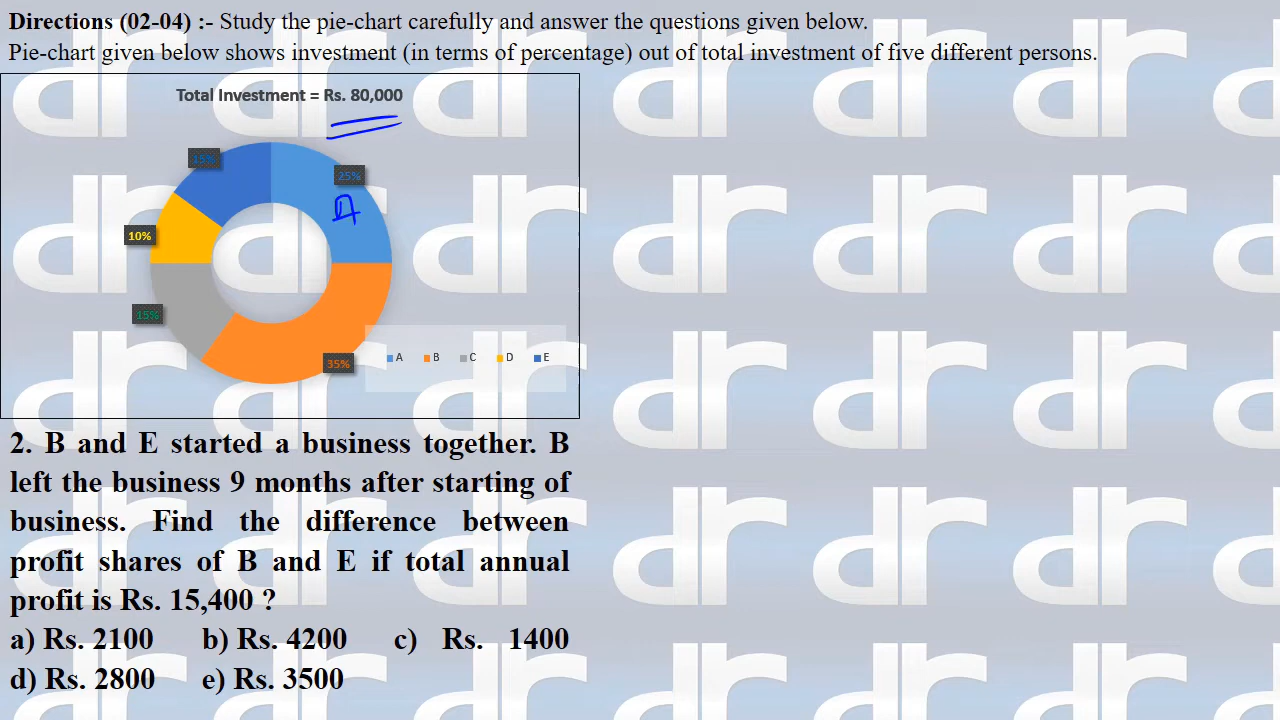 Directions (02-04) :- Study the pie-chart carefully and answer the questions given below.
Pie-chart given below shows investment (in terms of percentage) out of total investment of five different persons.
Total Investment = Rs. 80,000
15%
25%
A
10%
15%
35%
A B C D E
2. B and E started a business together. B
left the business 9 months after starting of
business. Find the difference between
profit shares of B and E if total annual
profit is Rs. 15,400 ?
a) Rs. 2100 b) Rs. 4200 c) Rs. 1400
d) Rs. 2800 e) Rs. 3500